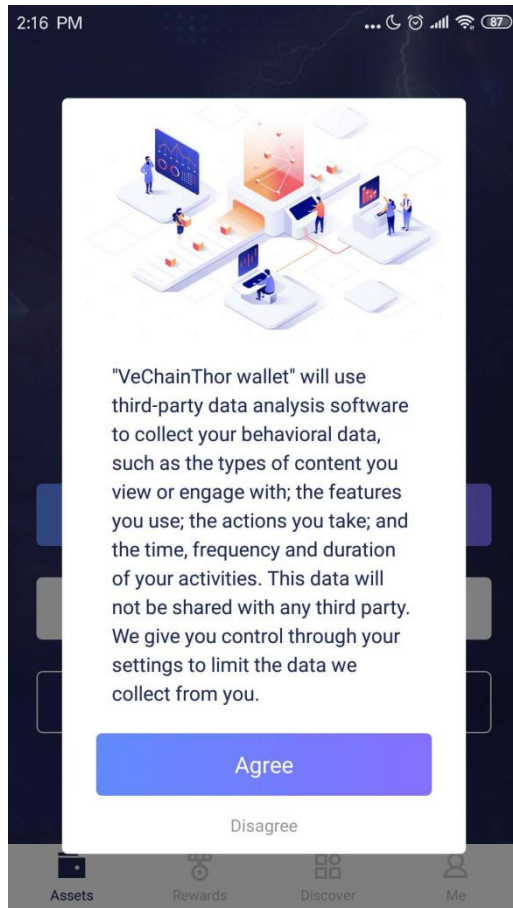 2:16 PM
87
"VeChainThor wallet" will use
third-party data analysis software
to collect your behavioral data,
such as the types of content you
view or engage with; the features
you use; the actions you take; and
the time, frequency and duration
of your activities. This data will
not be shared with any third party.
We give you control through your
settings to limit the data we
collect from you.
Agree
Disagree
Assets Rewards Discover Me